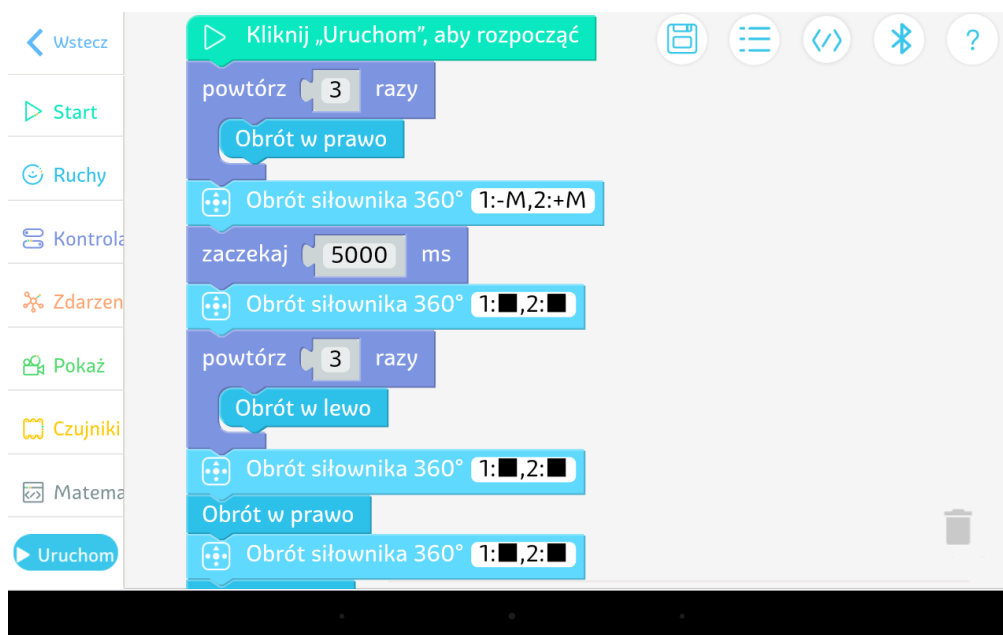 Wstecz
Start
Ruchy
Kontrola
Zdarzen
Pokaż
Czujniki
Matema
Uruchom
Kliknij „Uruchom”, aby rozpocząć
powtórz 3 razy
Obrót w prawo
Obrót siłownika 360° 1:-M,2:+M
zaczekaj 5000 ms
Obrót siłownika 360° 1:■,2:■
powtórz 3 razy
Obrót w lewo
Obrót siłownika 360° 1:■,2:■
Obrót w prawo
Obrót siłownika 360° 1:■,2:■
?